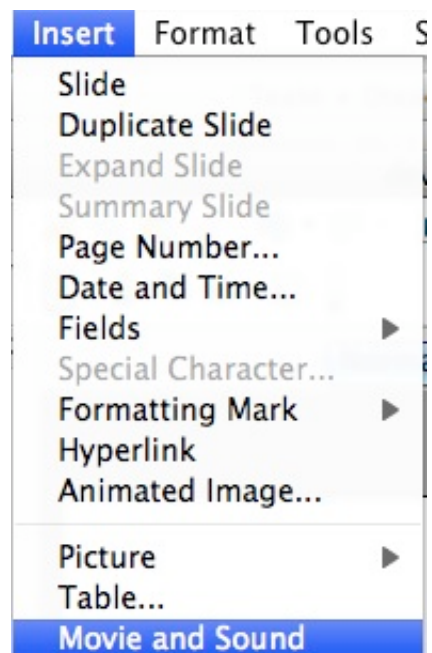 Insert Format Tools
Slide
Duplicate Slide
Expand Slide
Summary Slide
Page Number...
Date and Time...
Fields
Special Character...
Formatting Mark
Hyperlink
Animated Image...
Picture
Table...
Movie and Sound